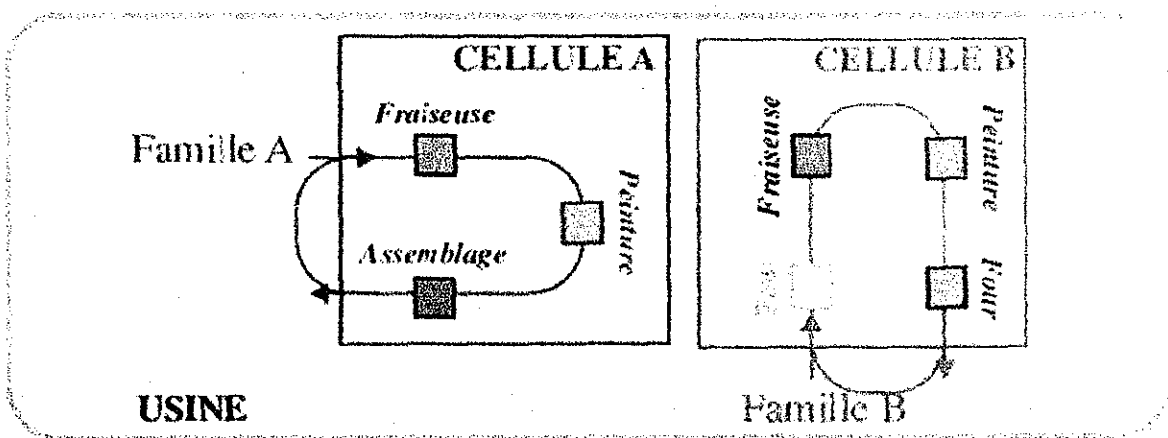 CELLULE A
Fraiseuse
Famille A
Peinture
Assemblage
CELLULE B
Fraiseuse
Peinture
Four
Famille B
USINE